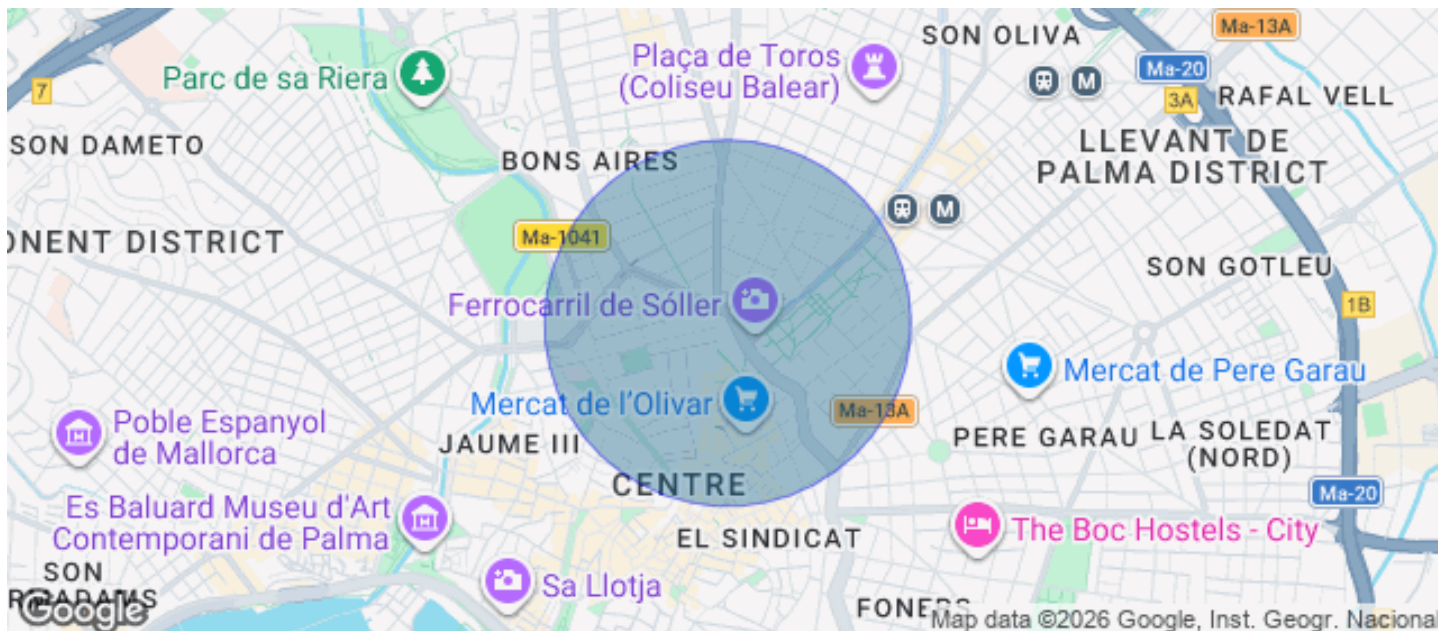 Ma-13A
SON OLIVA
Plaça de Toros
(Coliseu Balear)
Ma-20
Parc de sa Riera
M
7
3A
RAFAL VELL
SON DAMETO
BONS AIRES
LLEVANT DE
PALMA DISTRICT
M
ONENT DISTRICT
Ma-1041
SON GOTLEU
Ferrocarril de Sóller
1B
Mercat de Pere Garau
Mercat de l'Olivar
Ma-13A
Poble Espanyol
de Mallorca
JAUME III
PERE GARAU
LA SOLEDAT
(NORD)
CENTRE
Ma-20
Es Baluard Museu d'Art
Contemporani de Palma
EL SINDICAT
The Boc Hostels - City
SON
Sa Llotja
FONERS
Google
Map data ©2026 Google, Inst. Geogr. Nacional